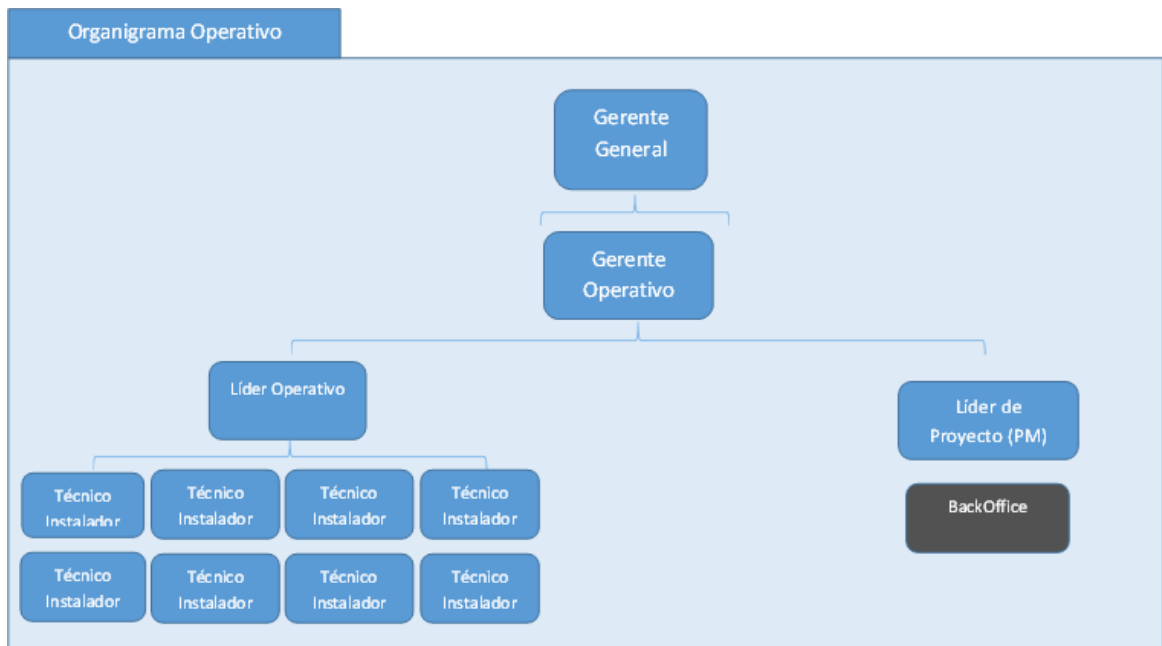 Organigrama Operativo
Gerente
General
Gerente
Operativo
Líder Operativo
Líder de
Proyecto (PM)
Técnico
Instalador
Técnico
Instalador
Técnico
Instalador
Técnico
Instalador
BackOffice
Técnico
Instalador
Técnico
Instalador
Técnico
Instalador
Técnico
Instalador